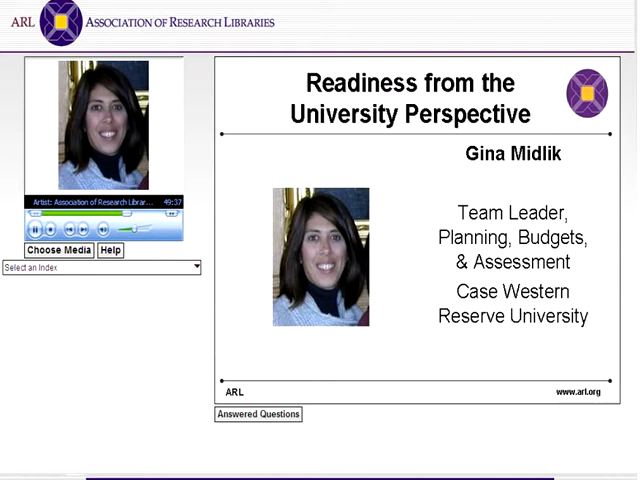 ARL ASSOCIATION OF RESEARCH LIBRARIES
Artist: Association of Research Librar... 49:37
Choose Media Help
Select an Index
Readiness from the
University Perspective
Gina Midlik
Team Leader,
Planning, Budgets,
& Assessment
Case Western
Reserve University
ARL www.arl.org
Answered Questions